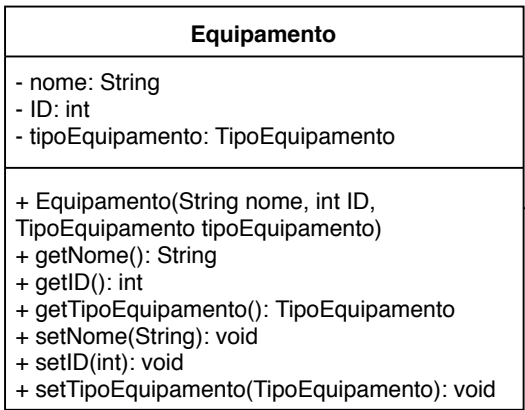 Equipamento
- nome: String
- ID: int
- tipoEquipamento: TipoEquipamento
+ Equipamento(String nome, int ID,
TipoEquipamento tipoEquipamento)
+ getNome(): String
+ getID(): int
+ getTipoEquipamento(): TipoEquipamento
+ setNome(String): void
+ setID(int): void
+ setTipoEquipamento(TipoEquipamento): void